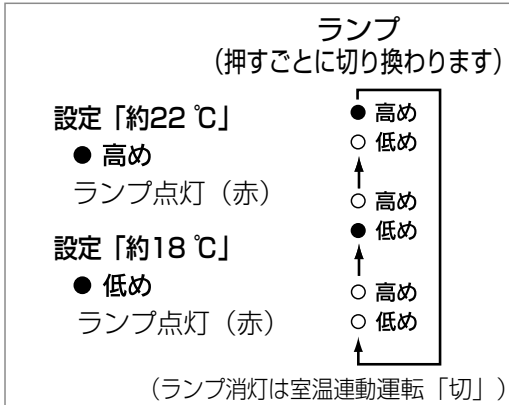 ランプ
（押すごとに切り換わります）
設定「約22 ℃」
● 高め
ランプ点灯（赤）
設定「約18 ℃」
● 低め
ランプ点灯（赤）
● 高め
○ 低め
○ 高め
● 低め
○ 高め
○ 低め
（ランプ消灯は室温連動運転「切」）